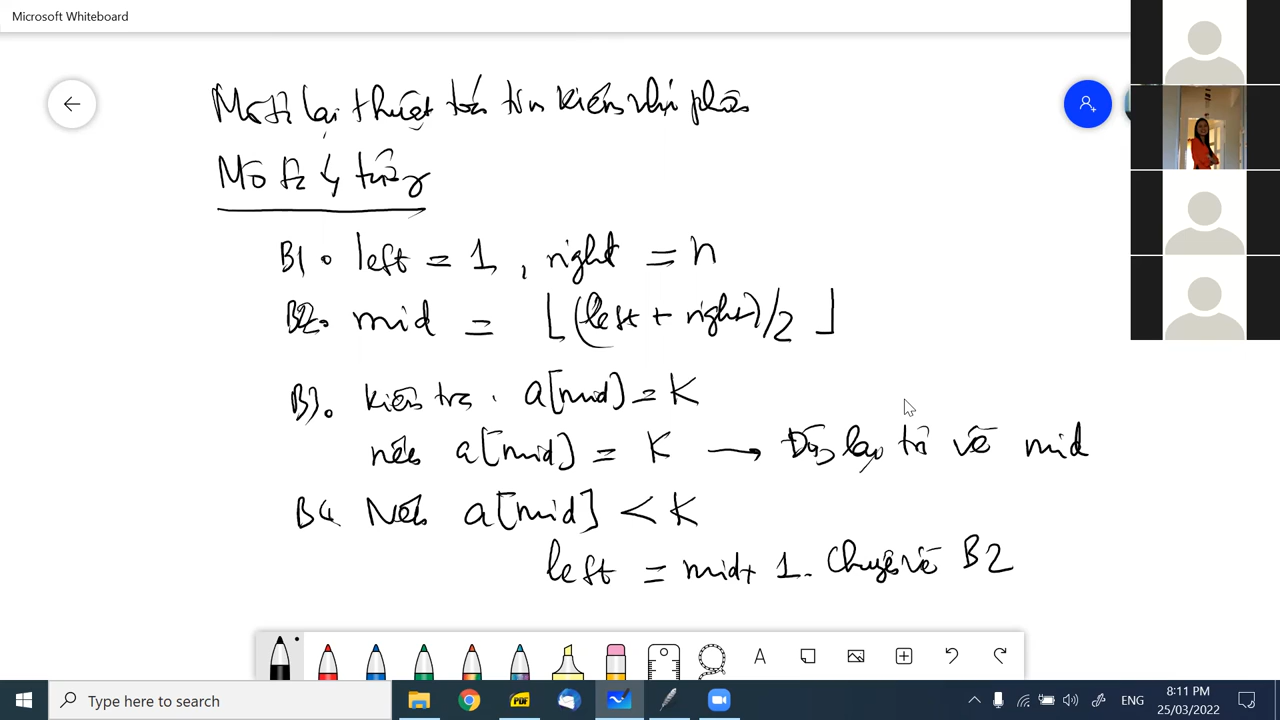 Microsoft Whiteboard
Mô tả lại thuật toán tìm kiếm nhị phân
Mô tả ý tưởng
B1. left = 1, right = n
B2. mid = ⌊(left + right)/2⌋
B3. Kiểm tra. a[mid] = K
nếu a[mid] = K → Dừng lại trả về mid
B4 Nếu a[mid] < K
left = mid + 1. Chuyển về B2
A
Type here to search
PDF
ENG
8:11 PM
25/03/2022